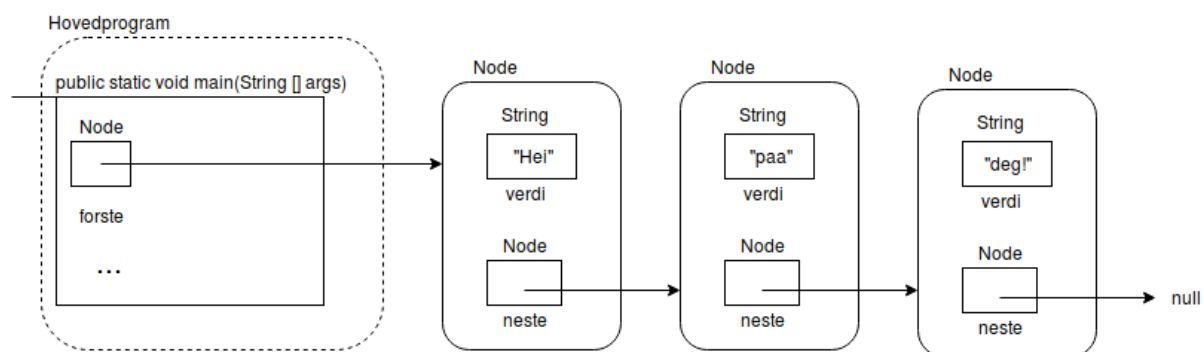 Hovedprogram
public static void main(String [] args)
Node
forste
...
Node
String
"Hei"
verdi
Node
neste
Node
String
"paa"
verdi
Node
neste
Node
String
"deg!"
verdi
Node
neste
null